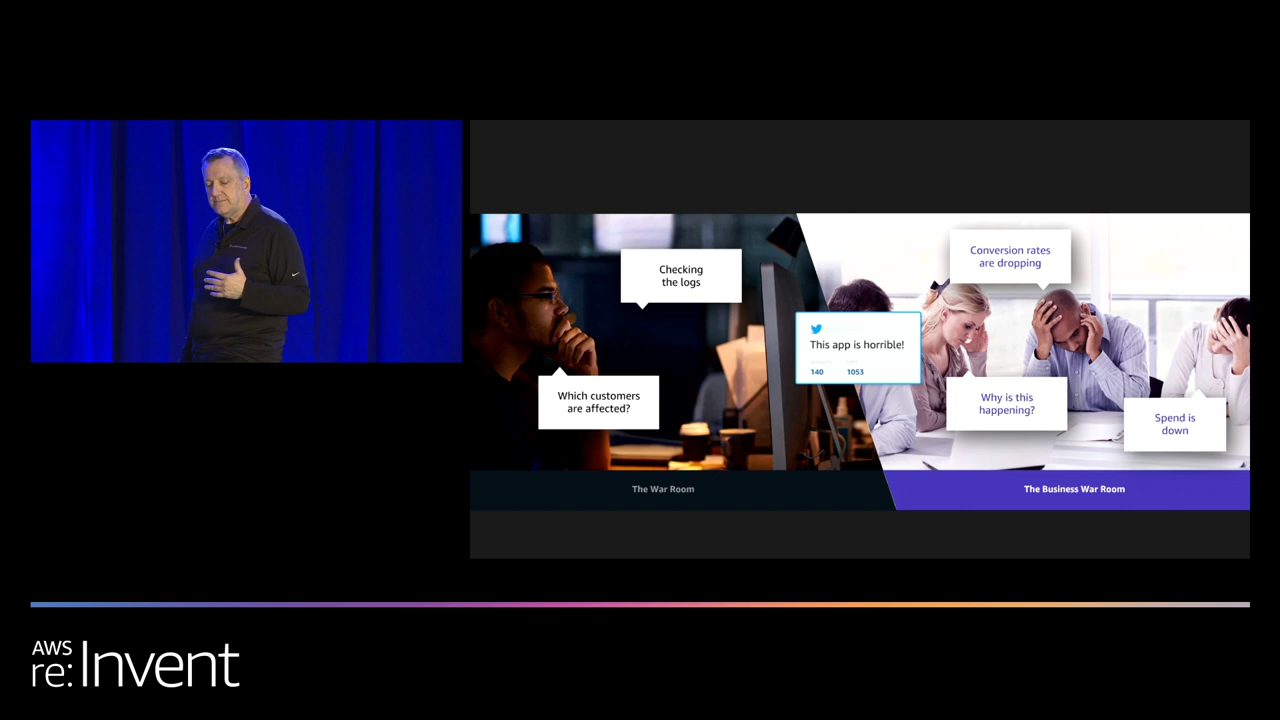 Checking
the logs
Which customers
are affected?
This app is horrible!
140 1053
Conversion rates
are dropping
Why is this
happening?
Spend is
down
The War Room
The Business War Room
AWS
re:Invent